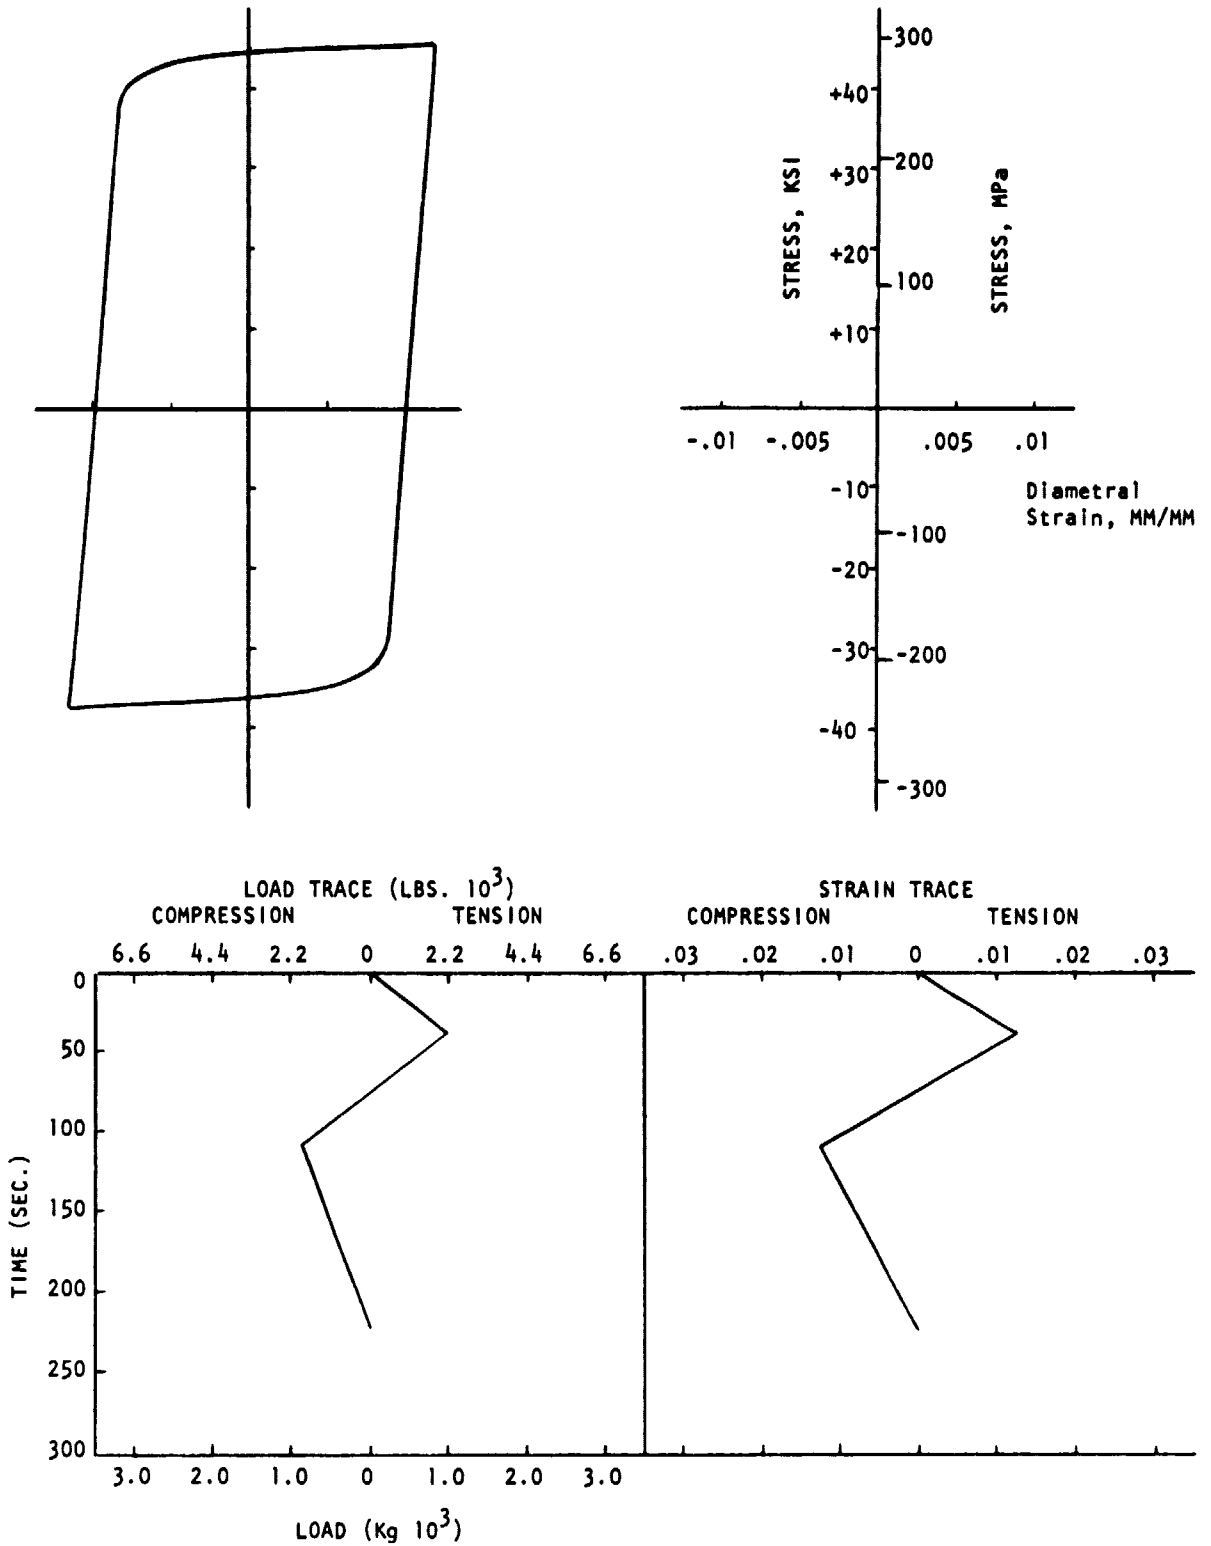 300
+40
200
+30
STRESS, KSI
STRESS, MPa
+20
100
+10
-.01 -.005 .005 .01
-10
Diametral
Strain, MM/MM
-100
-20
-30
-200
-40
-300
LOAD TRACE (LBS. 10³)
STRAIN TRACE
COMPRESSION TENSION
COMPRESSION TENSION
6.6 4.4 2.2 0 2.2 4.4 6.6
.03 .02 .01 0 .01 .02 .03
0
50
100
150
200
250
300
TIME (SEC.)
3.0 2.0 1.0 0 1.0 2.0 3.0
LOAD (Kg 10³)